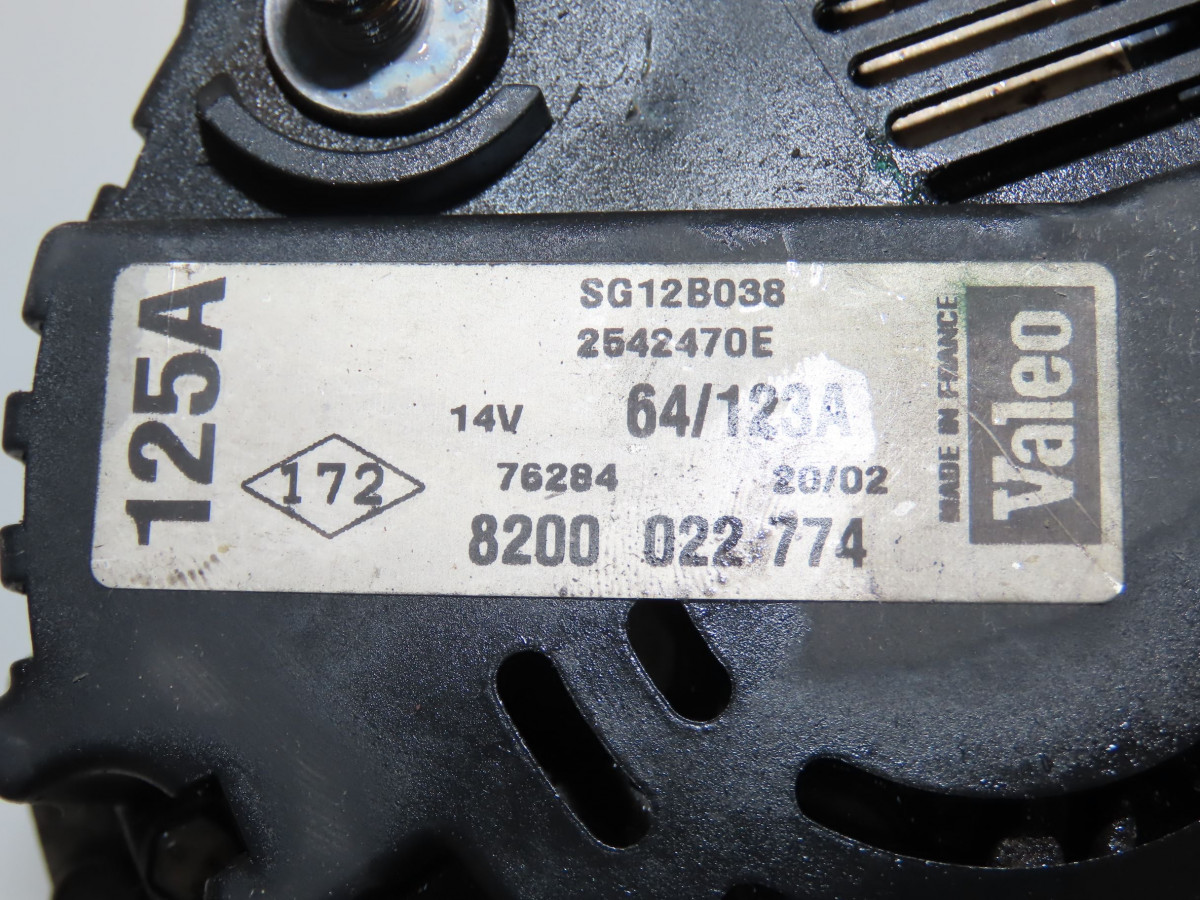 125A
SG12B038
2542470E
14V 64/123A
172
76284 20/02
8200 022 774
MADE IN FRANCE
Valeo